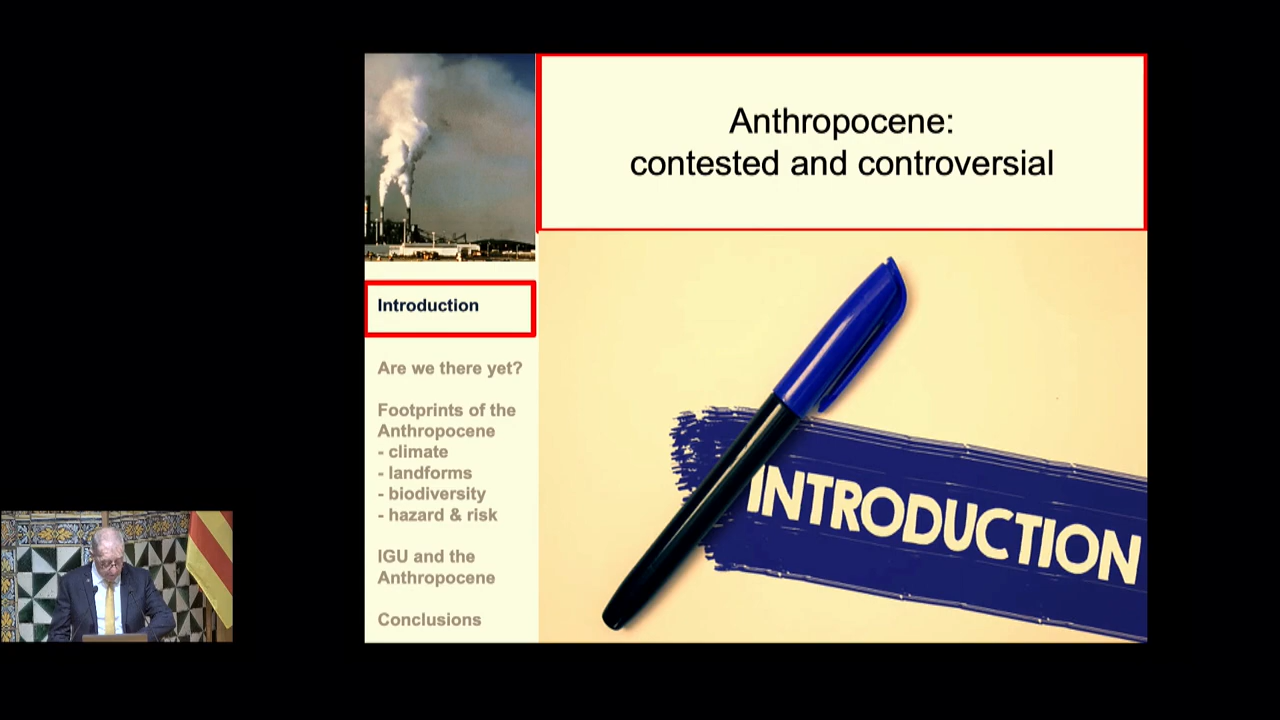 Anthropocene:
contested and controversial
Introduction
Are we there yet?
Footprints of the
Anthropocene
- climate
- landforms
- biodiversity
- hazard & risk
IGU and the
Anthropocene
Conclusions
INTRODUCTION